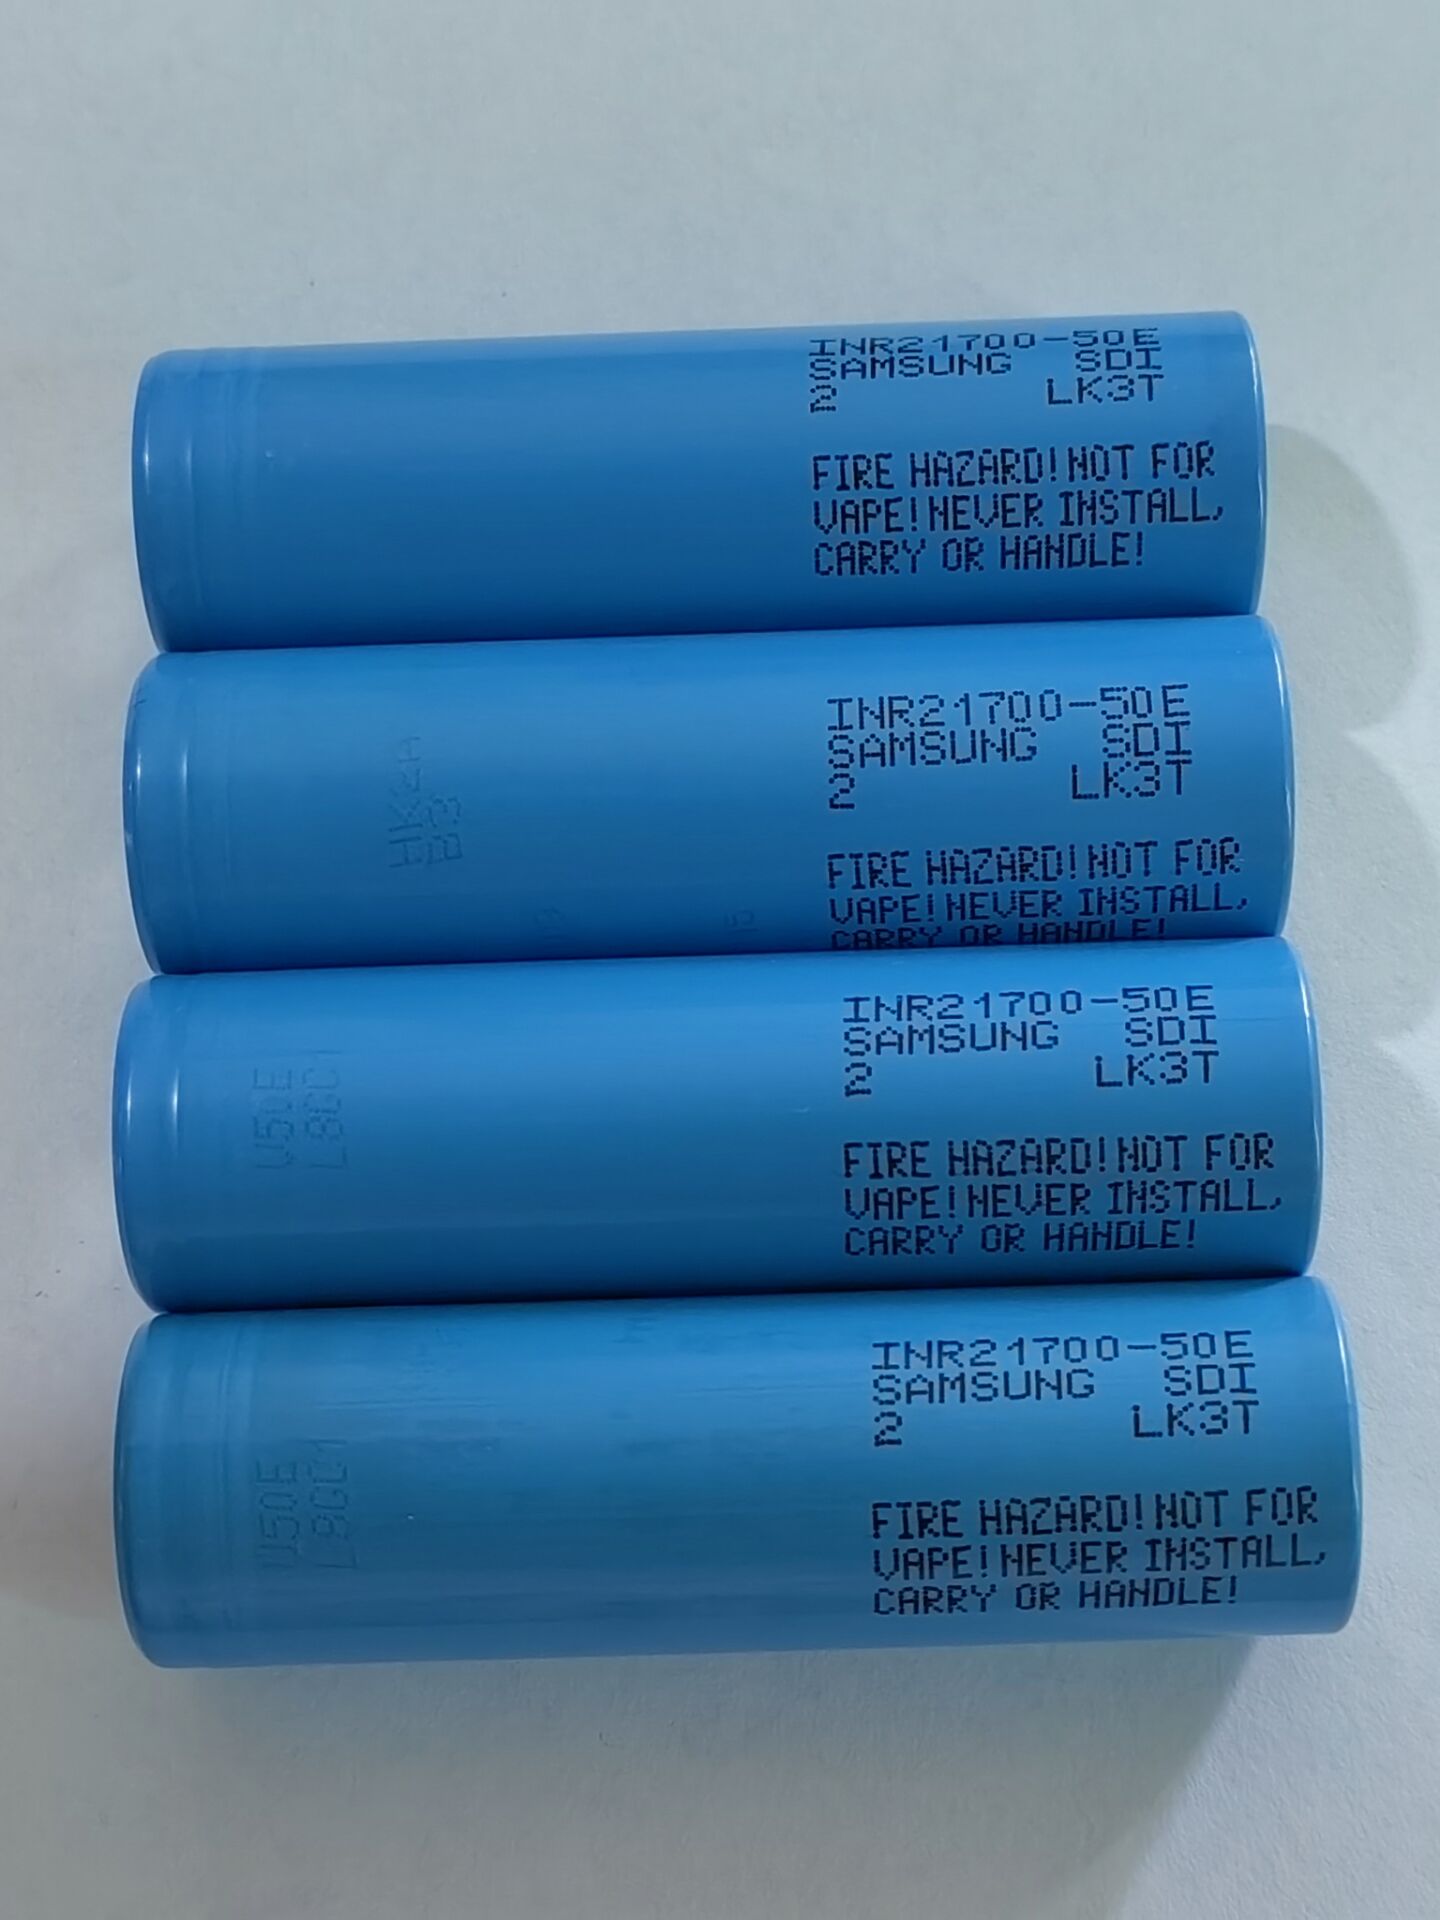 INR21700-50E
SAMSUNG SDI
2 LK3T
FIRE HAZARD!NOT FOR
VAPE!NEVER INSTALL,
CARRY OR HANDLE!
INR21700-50E
SAMSUNG SDI
2 LK3T
FIRE HAZARD!NOT FOR
VAPE!NEVER INSTALL,
CARRY OR HANDLE!
INR21700-50E
SAMSUNG SDI
2 LK3T
FIRE HAZARD!NOT FOR
VAPE!NEVER INSTALL,
CARRY OR HANDLE!
INR21700-50E
SAMSUNG SDI
2 LK3T
FIRE HAZARD!NOT FOR
VAPE!NEVER INSTALL,
CARRY OR HANDLE!